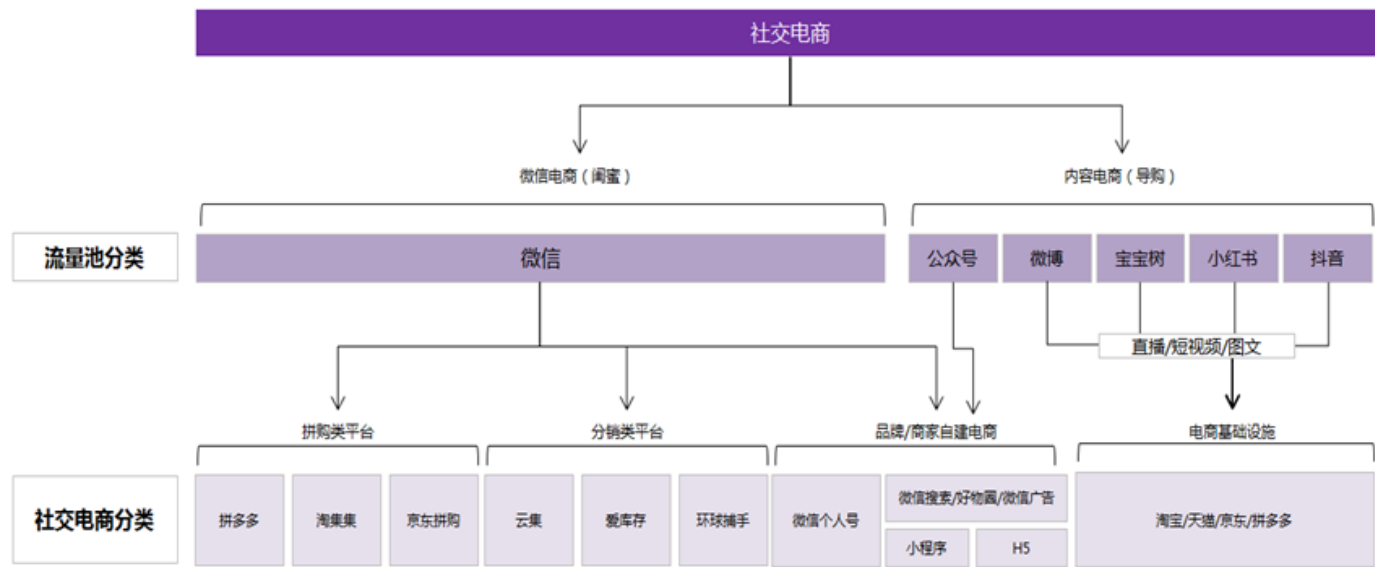 社交电商
微信电商（闺蜜）
内容电商（导购）
流量池分类
微信
公众号
微博
宝宝树
小红书
抖音
直播/短视频/图文
拼购类平台
分销类平台
品牌/商家自建电商
电商基础设施
社交电商分类
拼多多
淘集集
京东拼购
云集
爱库存
环球捕手
微信个人号
微信搜素/好物圈/微信广告
小程序
H5
淘宝/天猫/京东/拼多多